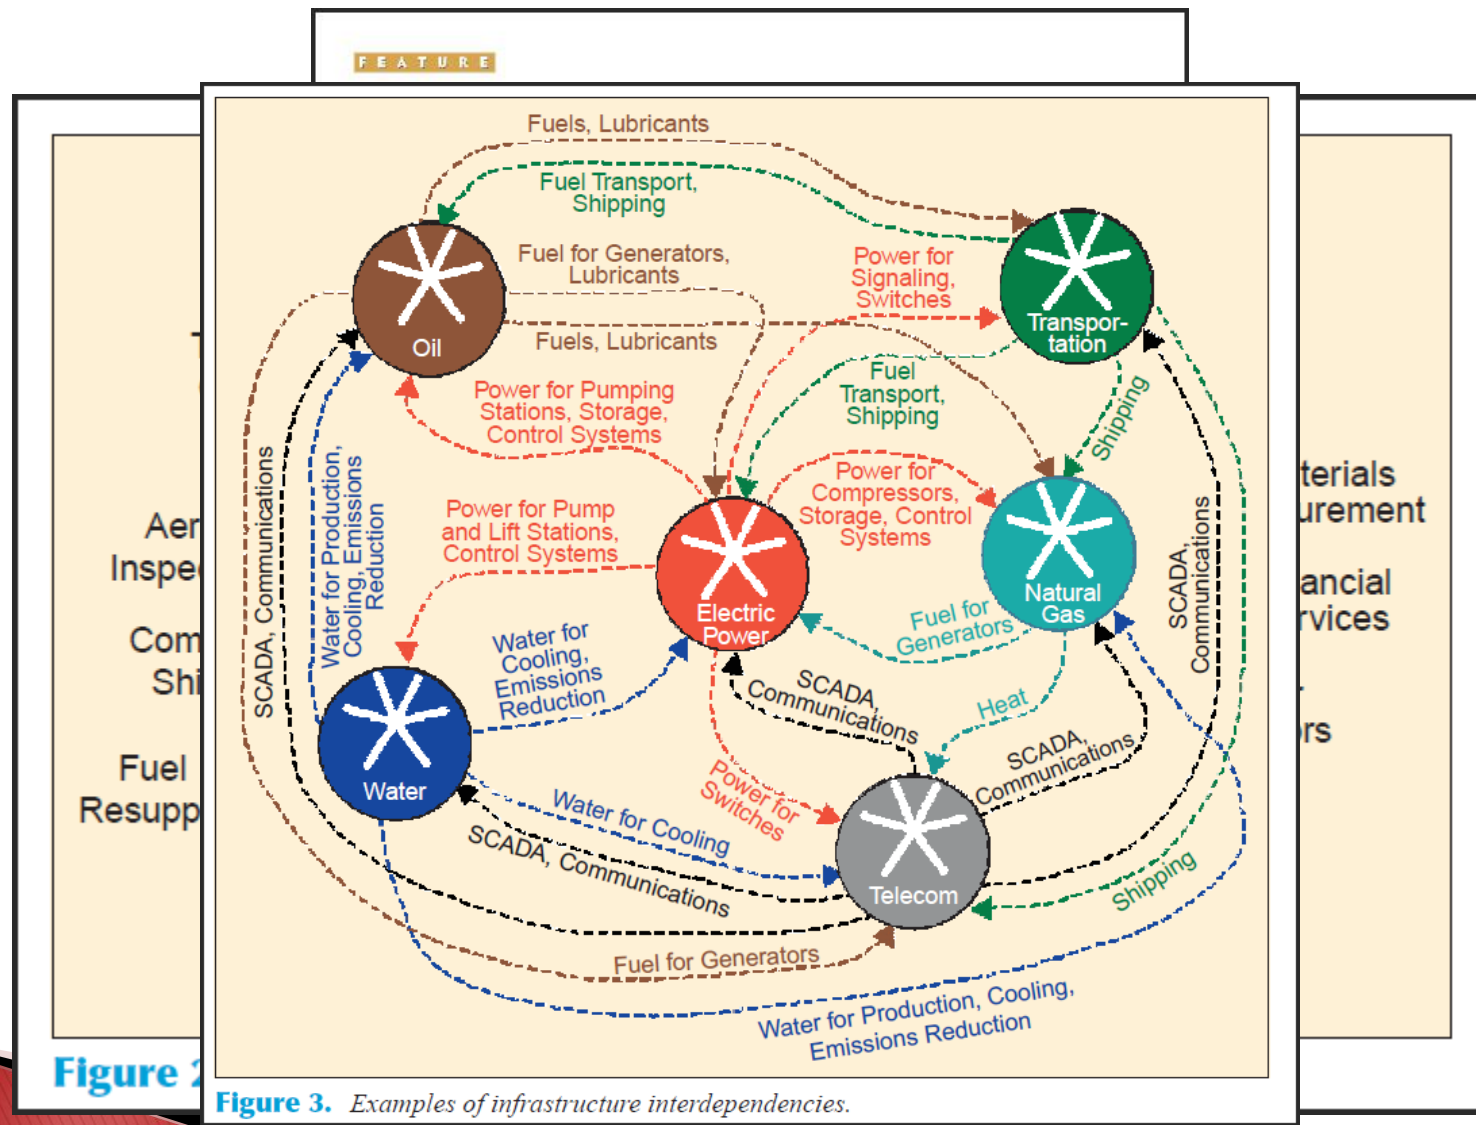 FEATURE
Fuels, Lubricants
Fuel Transport,
Shipping
Fuel for Generators,
Lubricants
Power for
Signaling,
Switches
Oil
Fuels, Lubricants
Transpor-
tation
Fuel
Transport,
Shipping
Power for Pumping
Stations, Storage,
Control Systems
Shipping
Power for
Compressors,
Storage, Control
Systems
Power for Pump
and Lift Stations,
Control Systems
SCADA, Communications
Water for Production,
Cooling, Emissions
Reduction
SCADA,
Communications
Electric
Power
Natural
Gas
Fuel for
Generators
Water for
Cooling,
Emissions
Reduction
SCADA,
Communications
Heat
SCADA,
Communications
Water
Power for
Switches
Water for Cooling
SCADA, Communications
Telecom
Shipping
Fuel for Generators
Water for Production, Cooling,
Emissions Reduction
Figure 3. Examples of infrastructure interdependencies.
Aer
Inspe
Com
Shi
Fuel
Resupp
Figure 2
terials
urement
ancial
rvices
rs